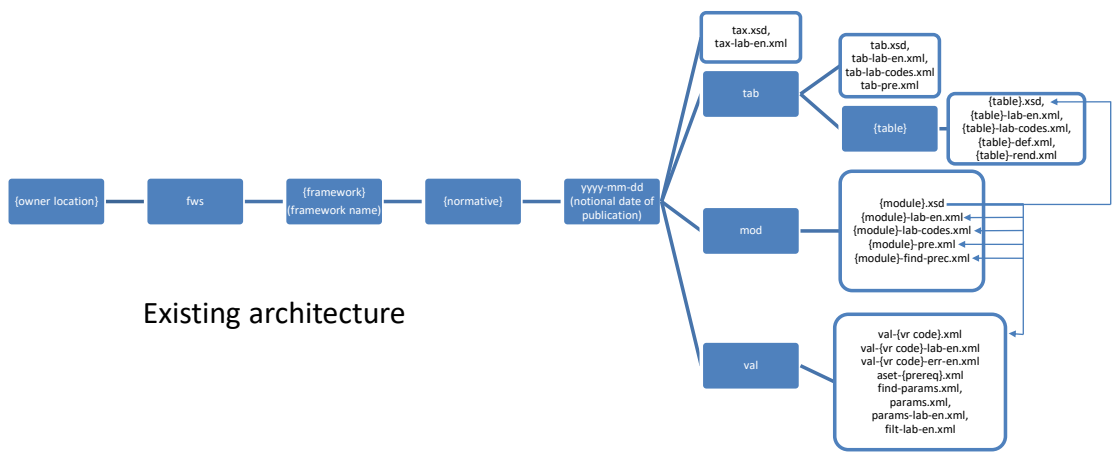 tax.xsd,
tax-lab-en.xml
tab
tab.xsd,
tab-lab-en.xml,
tab-lab-codes.xml
tab-pre.xml
{table}
{table}.xsd,
{table}-lab-en.xml,
{table}-lab-codes.xml,
{table}-def.xml,
{table}-rend.xml
{owner location}
fws
{framework}
(framework name)
{normative}
yyyy-mm-dd
(notional date of
publication)
mod
{module}.xsd
{module}-lab-en.xml
{module}-lab-codes.xml
{module}-pre.xml
{module}-find-prec.xml
Existing architecture
val
val-{vr code}.xml
val-{vr code}-lab-en.xml
val-{vr code}-err-en.xml
aset-{prereq}.xml
find-params.xml,
params.xml,
params-lab-en.xml,
filt-lab-en.xml